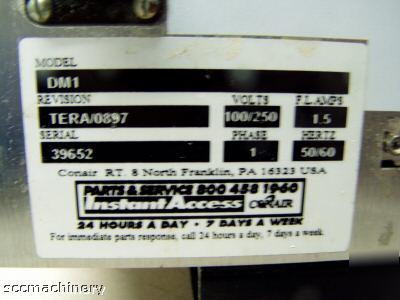 MODEL
DM1
REVISION VOLTS F.L. AMPS
TERA/0897 100/250 1.5
SERIAL PHASE HERTZ
39652 1 50/60
Conair RT. 8 North Franklin, PA 16323 USA
PARTS & SERVICE 800 458 1960
Instant Access CONAIR
24 HOURS A DAY • 7 DAYS A WEEK
For immediate parts response, call 24 hours a day, 7 days a week.
sccmachinery